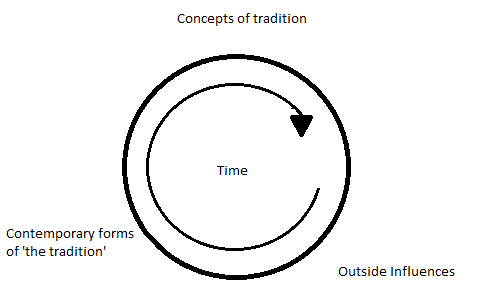 Concepts of tradition
Time
Contemporary forms
of 'the tradition'
Outside Influences